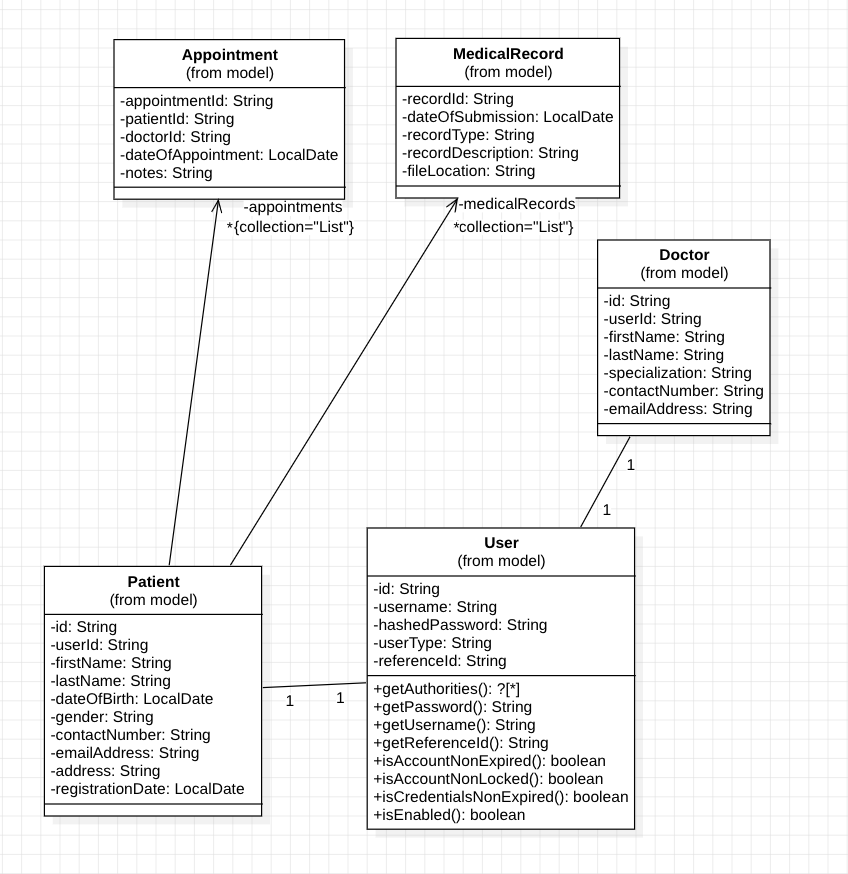 Appointment
(from model)
-appointmentId: String
-patientId: String
-doctorId: String
-dateOfAppointment: LocalDate
-notes: String
MedicalRecord
(from model)
-recordId: String
-dateOfSubmission: LocalDate
-recordType: String
-recordDescription: String
-fileLocation: String
-appointments
*{collection="List"}
-medicalRecords
*collection="List"}
Doctor
(from model)
-id: String
-userId: String
-firstName: String
-lastName: String
-specialization: String
-contactNumber: String
-emailAddress: String
1
1
User
(from model)
-id: String
-username: String
-hashedPassword: String
-userType: String
-referenceId: String
+getAuthorities(): ?[*]
+getPassword(): String
+getUsername(): String
+getReferenceId(): String
+isAccountNonExpired(): boolean
+isAccountNonLocked(): boolean
+isCredentialsNonExpired(): boolean
+isEnabled(): boolean
Patient
(from model)
-id: String
-userId: String
-firstName: String
-lastName: String
-dateOfBirth: LocalDate
-gender: String
-contactNumber: String
-emailAddress: String
-address: String
-registrationDate: LocalDate
1
1